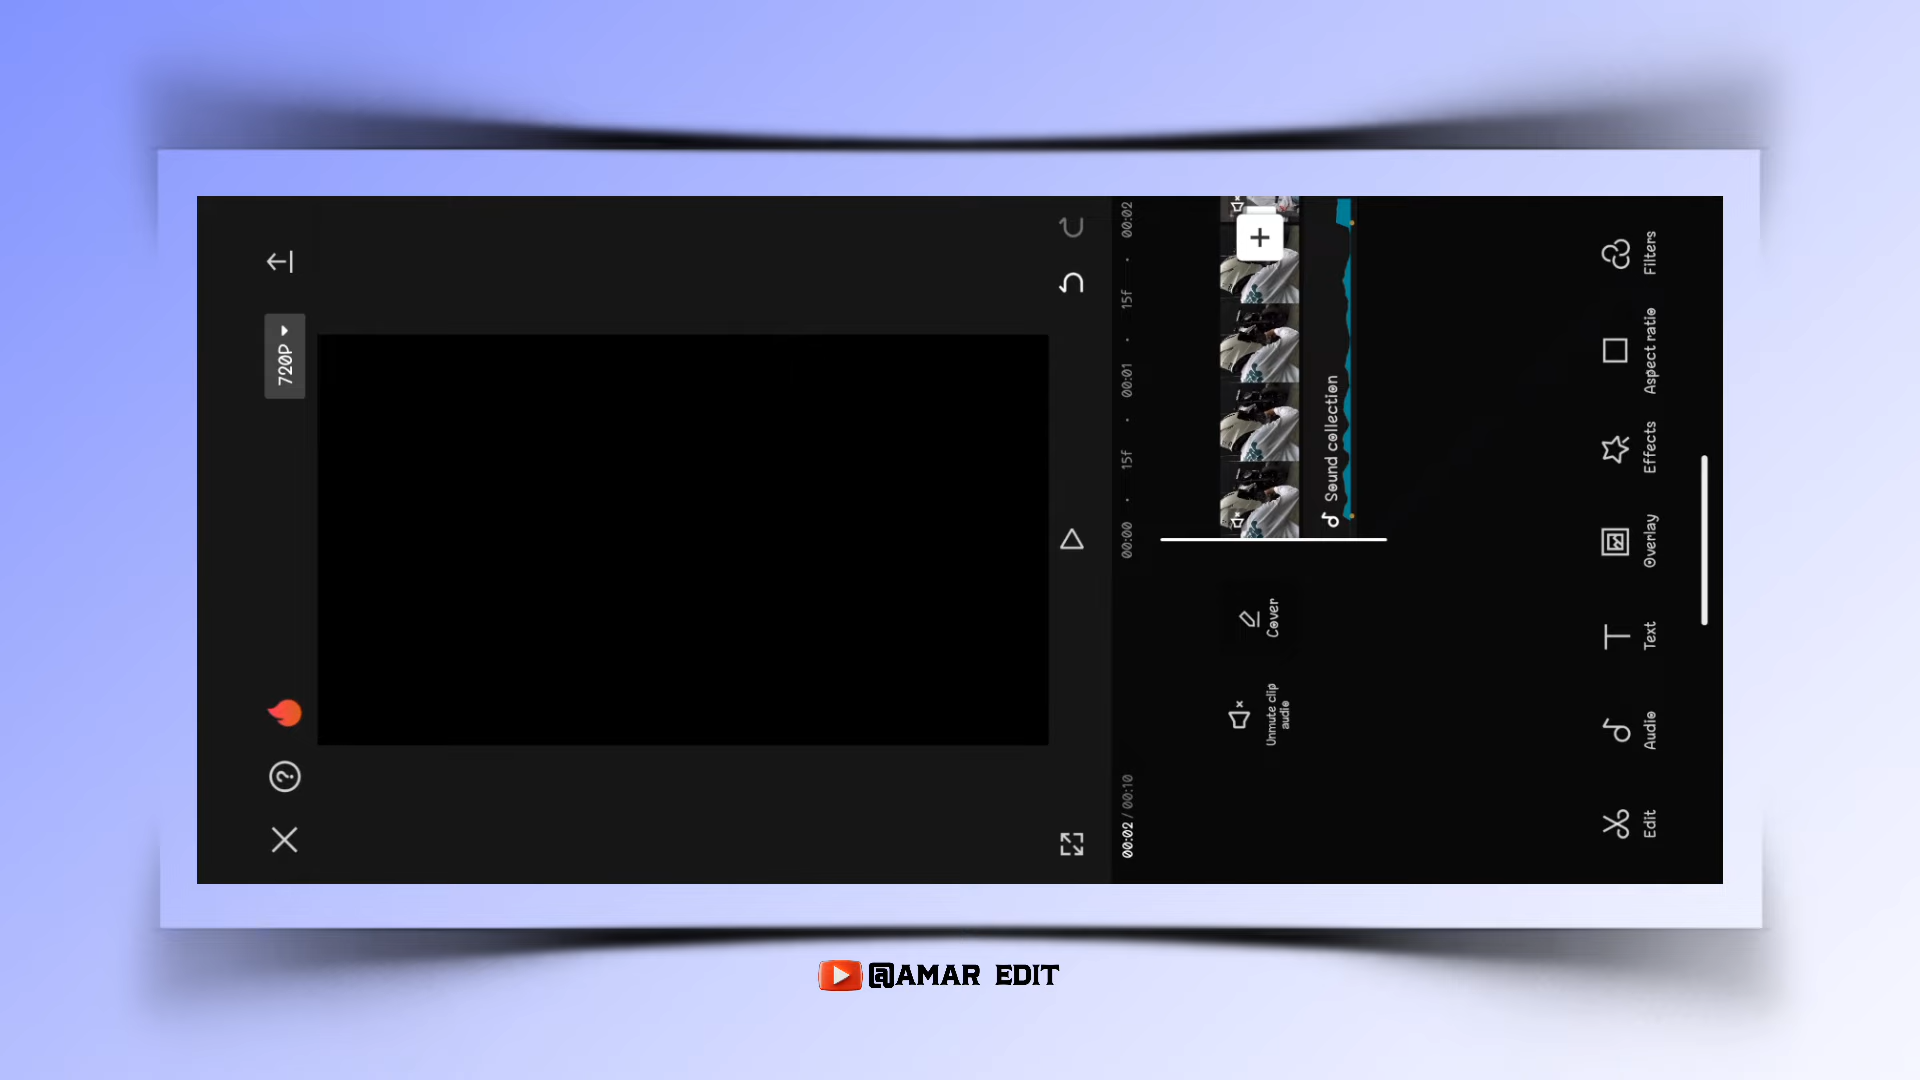 720P
00:02 / 00:10
00:00
15f
00:01
15f
00:02
Unmute clip
audio
Cover
Sound collection
Edit
Audio
Text
Overlay
Effects
Aspect ratio
Filters
@AMAR EDIT